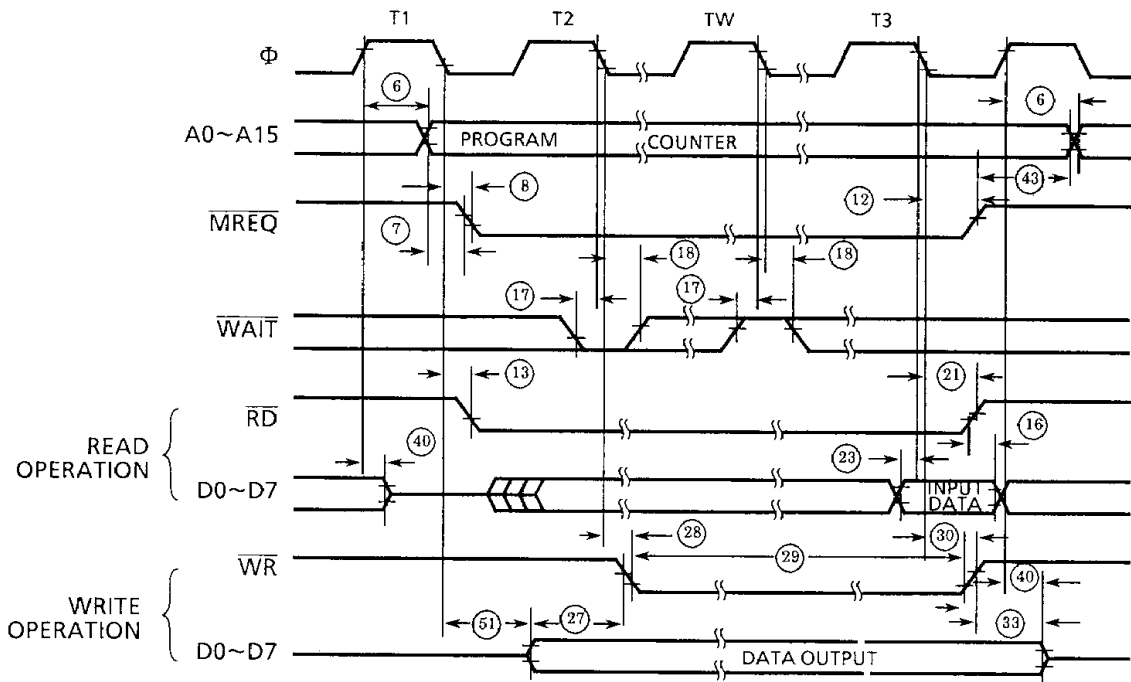 T1 T2 TW T3
Φ
6 6
A0~A15 PROGRAM COUNTER
8 12 43
MREQ
7
18 18
17 17
WAIT
13 21
RD
READ OPERATION
40 23 16
D0~D7 INPUT DATA
28 29 30
WR
40
WRITE OPERATION
51 27 33
D0~D7 DATA OUTPUT